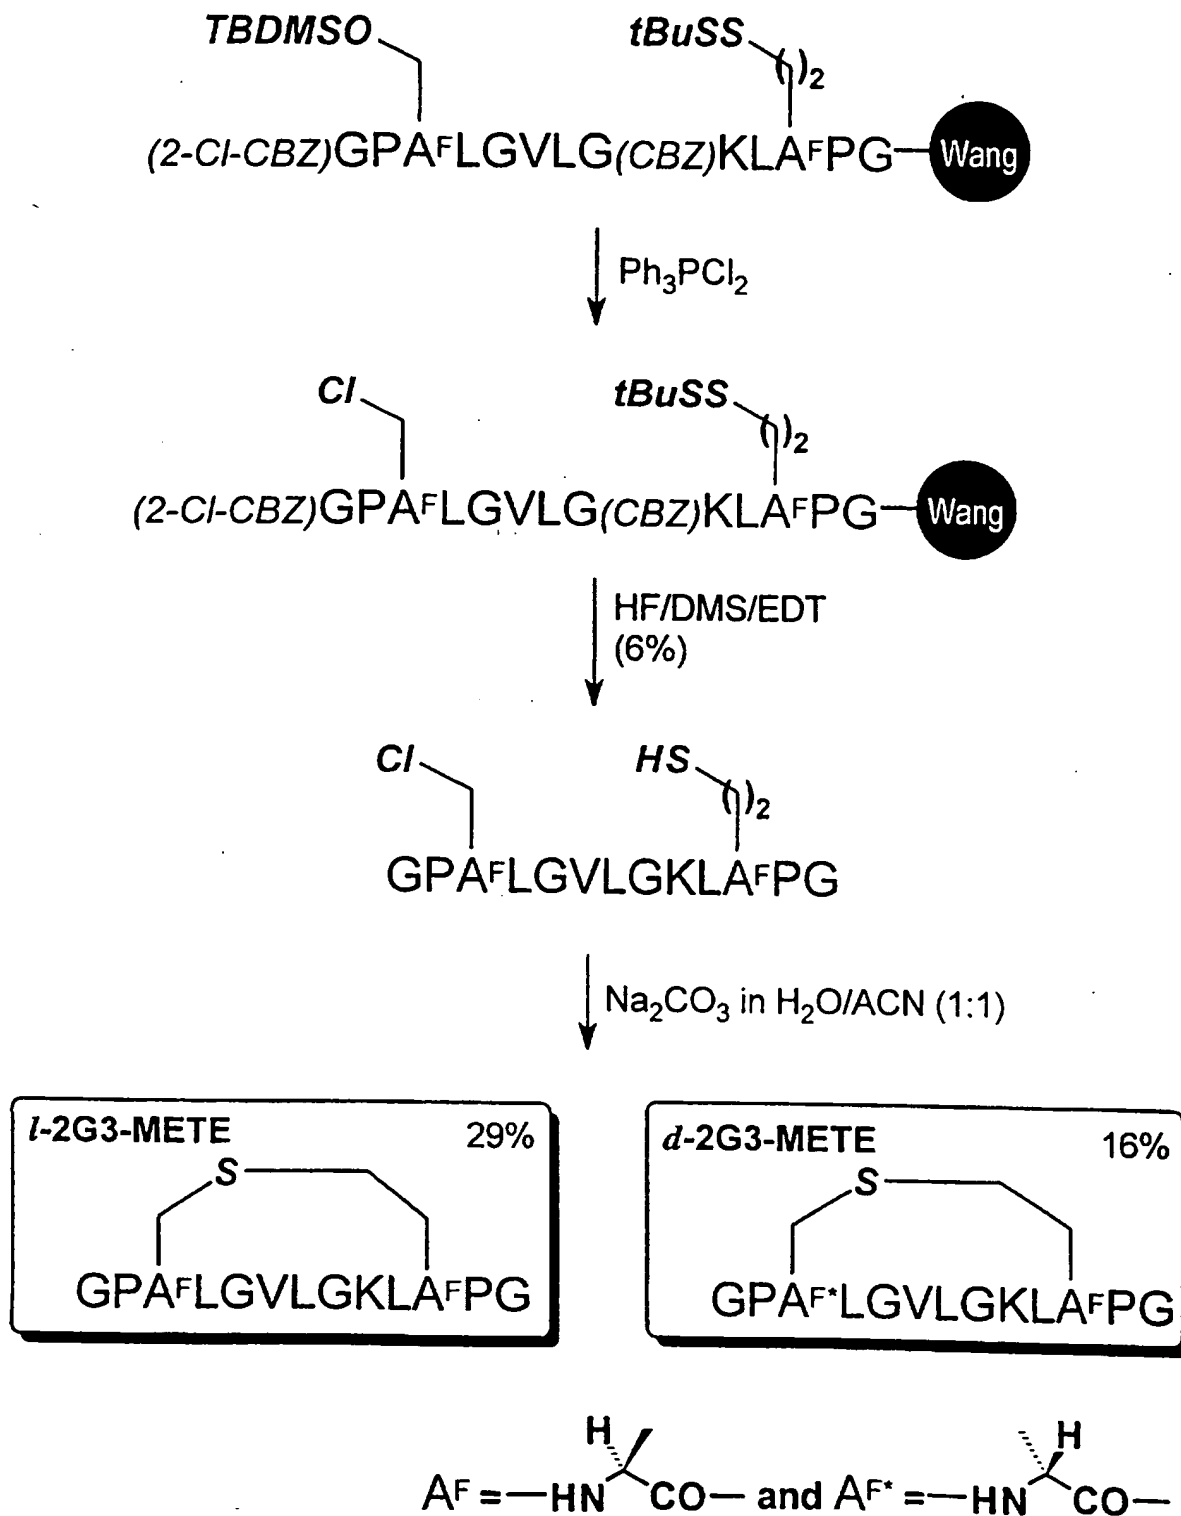 TBDMSO tBuSS
( )2
(2-Cl-CBZ)GPAFLGVLG(CBZ)KLAFPG Wang
Ph3PCl2
Cl tBuSS
( )2
(2-Cl-CBZ)GPAFLGVLG(CBZ)KLAFPG Wang
HF/DMS/EDT
(6%)
Cl HS
( )2
GPAFLGVLGKLAFPG
Na2CO3 in H2O/ACN (1:1)
l-2G3-METE 29% d-2G3-METE 16%
S S
GPAFLGVLGKLAFPG GPAF*LGVLGKLAFPG
H H
AF = —HN CO— and AF* = —HN CO—